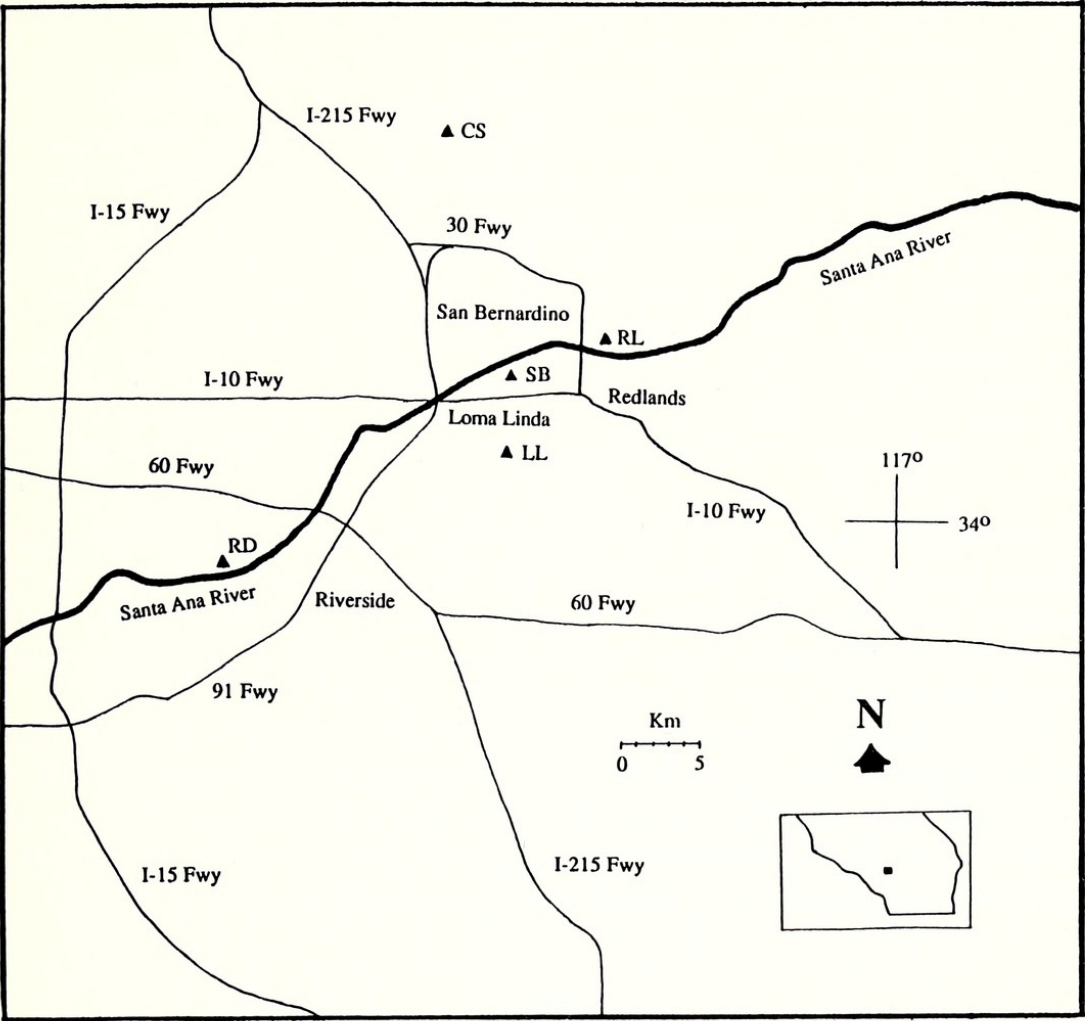 I-215 Fwy
▲ CS
I-15 Fwy
30 Fwy
Santa Ana River
San Bernardino
▲ RL
I-10 Fwy
▲ SB
Redlands
Loma Linda
▲ LL
60 Fwy
117°
I-10 Fwy
34°
▲ RD
Santa Ana River
Riverside
60 Fwy
91 Fwy
Km
0 5
N
I-15 Fwy
I-215 Fwy